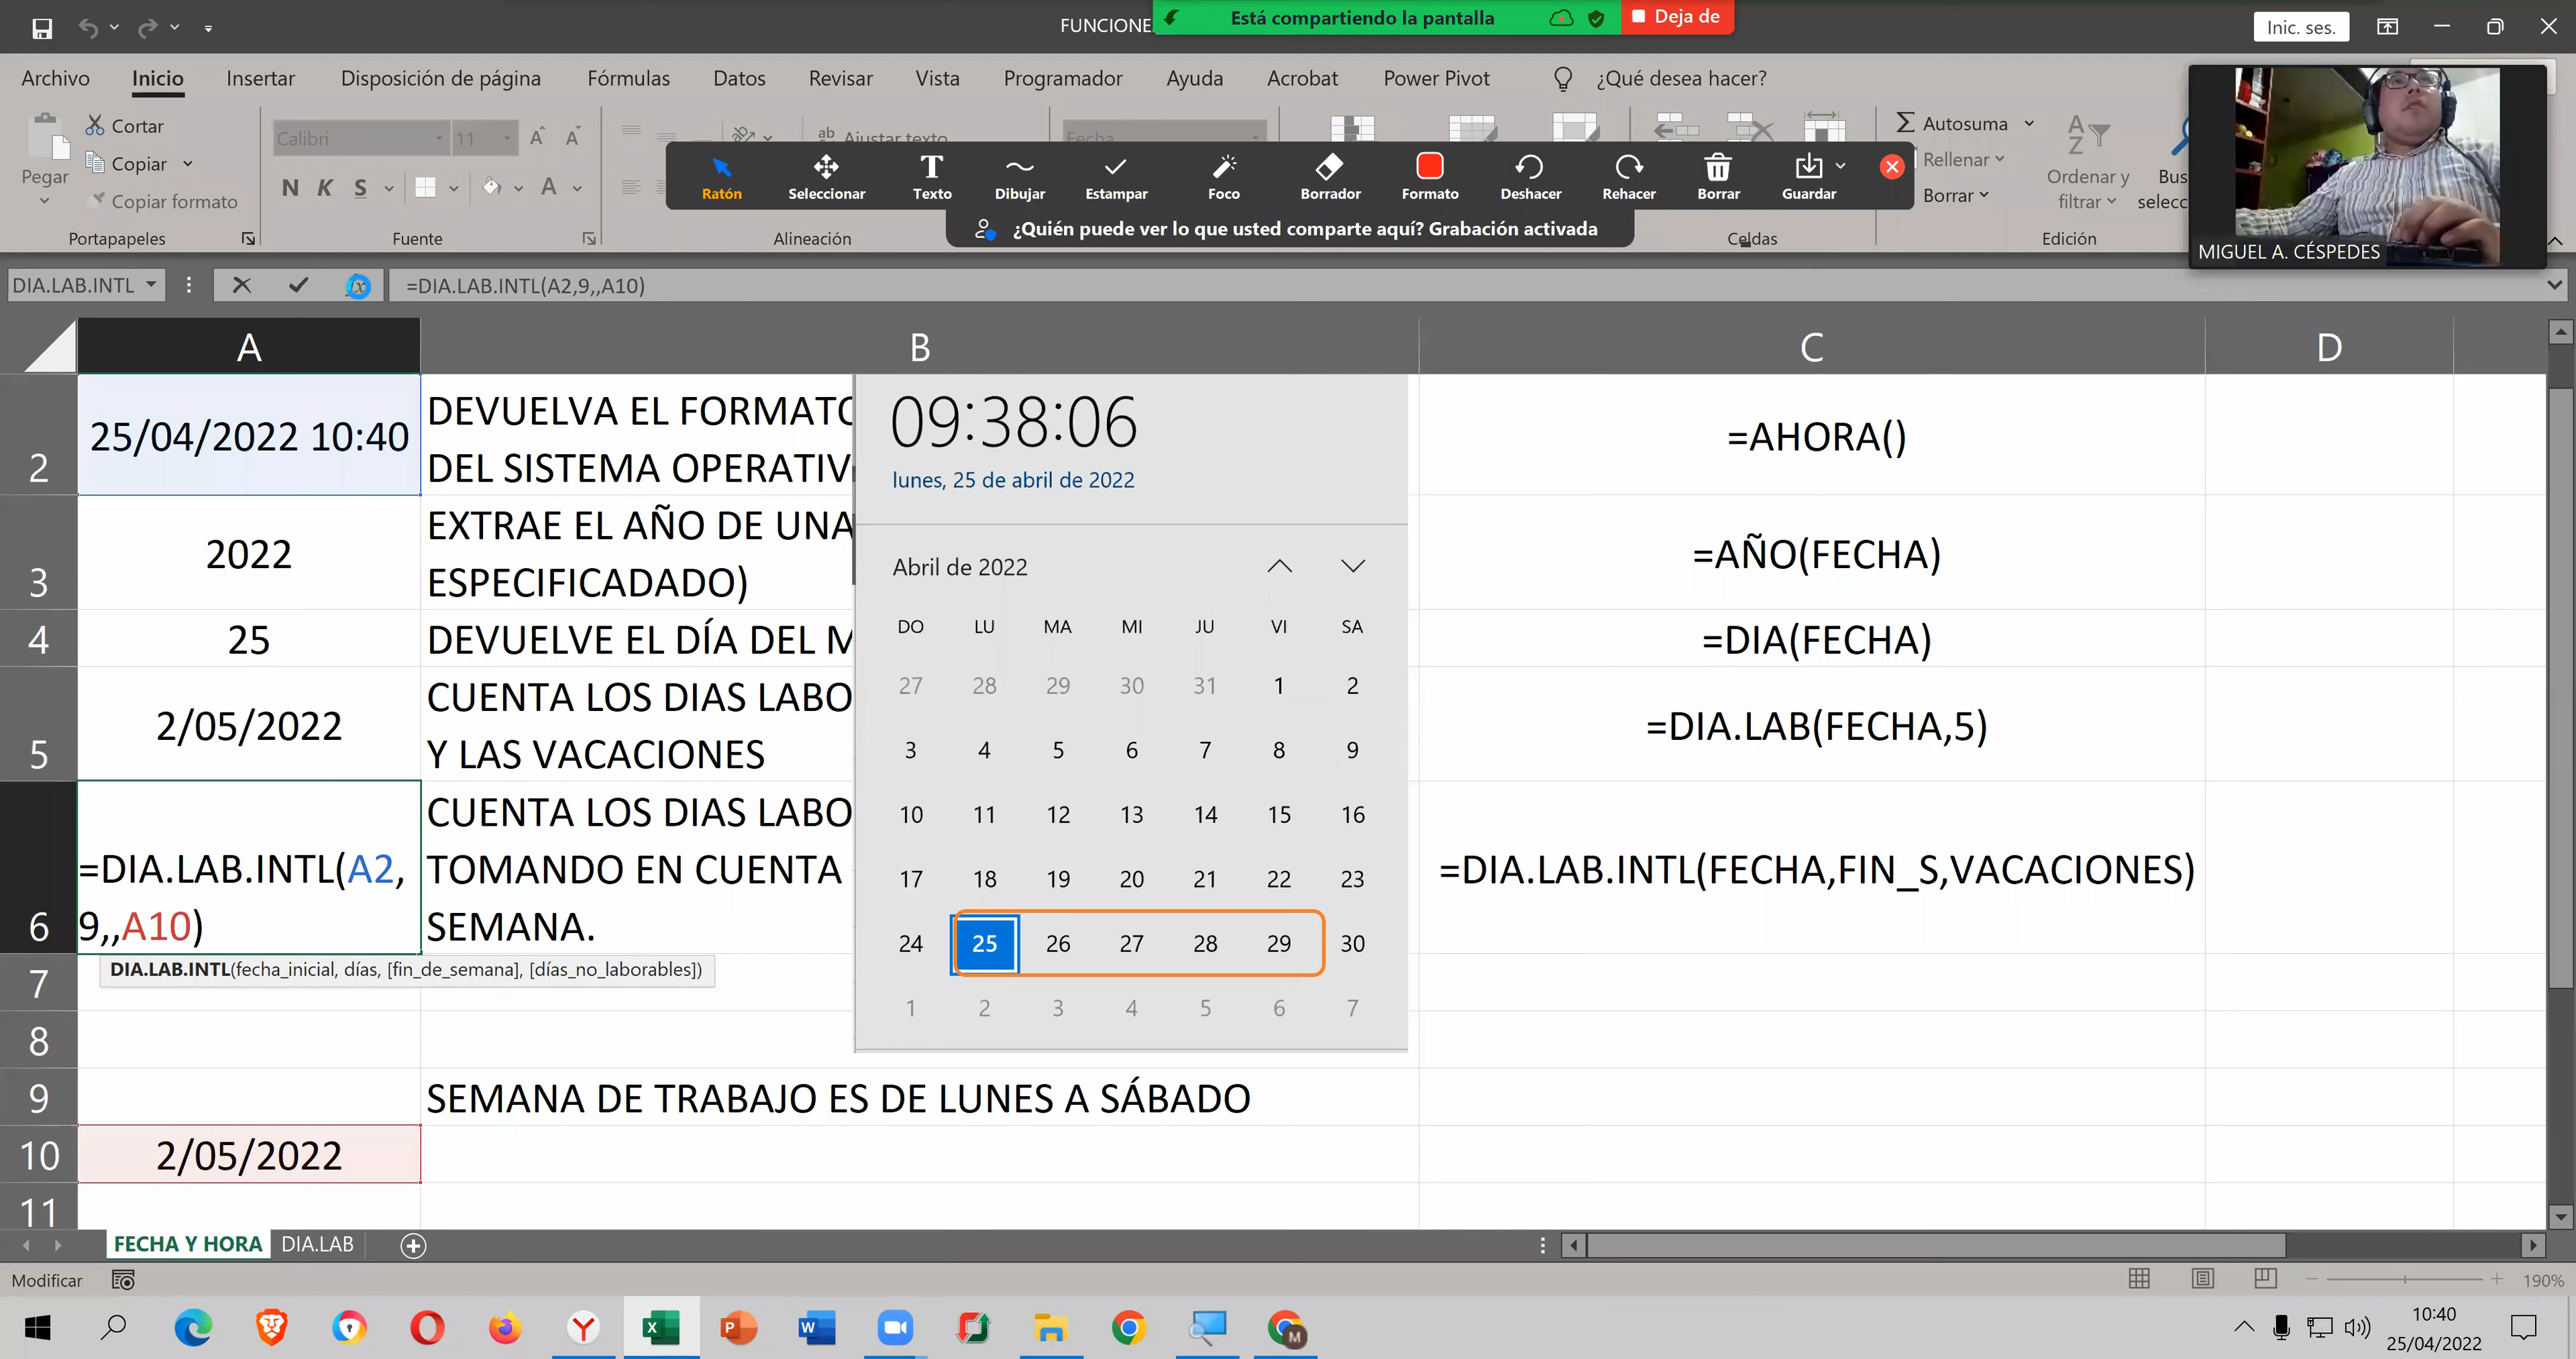 FUNCIONE
Está compartiendo la pantalla
Deja de
Inic. ses.
Archivo Inicio Insertar Disposición de página Fórmulas Datos Revisar Vista Programador Ayuda Acrobat Power Pivot ¿Qué desea hacer?
Pegar
Cortar
Copiar
Copiar formato
Portapapeles
Calibri 11
N K S
Fuente
ab Ajustar texto
Alineación
Fecha
Celdas
Autosuma
Rellenar
Borrar
Ordenar y
filtrar
Bus
selecc
Edición
Ratón Seleccionar Texto Dibujar Estampar Foco Borrador Formato Deshacer Rehacer Borrar Guardar
¿Quién puede ver lo que usted comparte aquí? Grabación activada
MIGUEL A. CÉSPEDES
DIA.LAB.INTL
=DIA.LAB.INTL(A2,9,,A10)
A B C D
2
25/04/2022 10:40
DEVUELVA EL FORMATO
DEL SISTEMA OPERATIV
=AHORA()
3
2022
EXTRAE EL AÑO DE UNA
ESPECIFICADADO)
=AÑO(FECHA)
4
25
DEVUELVE EL DÍA DEL M
=DIA(FECHA)
5
2/05/2022
CUENTA LOS DIAS LABO
Y LAS VACACIONES
=DIA.LAB(FECHA,5)
6
=DIA.LAB.INTL(A2,
9,,A10)
CUENTA LOS DIAS LABO
TOMANDO EN CUENTA
SEMANA.
=DIA.LAB.INTL(FECHA,FIN_S,VACACIONES)
DIA.LAB.INTL(fecha_inicial, días, [fin_de_semana], [días_no_laborables])
09:38:06
lunes, 25 de abril de 2022
Abril de 2022
DO LU MA MI JU VI SA
27 28 29 30 31 1 2
3 4 5 6 7 8 9
10 11 12 13 14 15 16
17 18 19 20 21 22 23
24 25 26 27 28 29 30
1 2 3 4 5 6 7
7
8
9
SEMANA DE TRABAJO ES DE LUNES A SÁBADO
10
2/05/2022
11
FECHA Y HORA DIA.LAB
Modificar
190%
10:40
25/04/2022